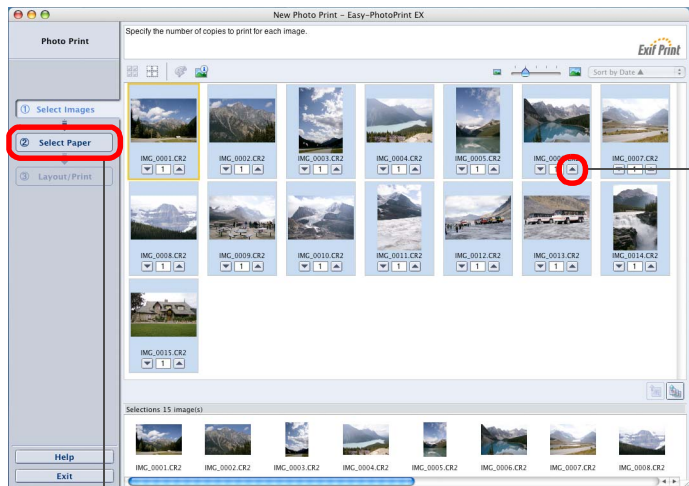 New Photo Print – Easy-PhotoPrint EX
Photo Print
Specify the number of copies to print for each image.
Exif Print
Sort by Date ▲
① Select Images
② Select Paper
③ Layout/Print
IMG_0001.CR2 IMG_0002.CR2 IMG_0003.CR2 IMG_0004.CR2 IMG_0005.CR2 IMG_0007.CR2
1 1 1 1 1 1 1
IMG_0008.CR2 IMG_0009.CR2 IMG_0010.CR2 IMG_0011.CR2 IMG_0012.CR2 IMG_0013.CR2 IMG_0014.CR2
1 1 1 1 1 1 1
IMG_0015.CR2
1
Selections 15 image(s)
IMG_0001.CR2 IMG_0002.CR2 IMG_0003.CR2 IMG_0004.CR2 IMG_0005.CR2 IMG_0006.CR2 IMG_0007.CR2 IMG_0008.CR2
Help
Exit